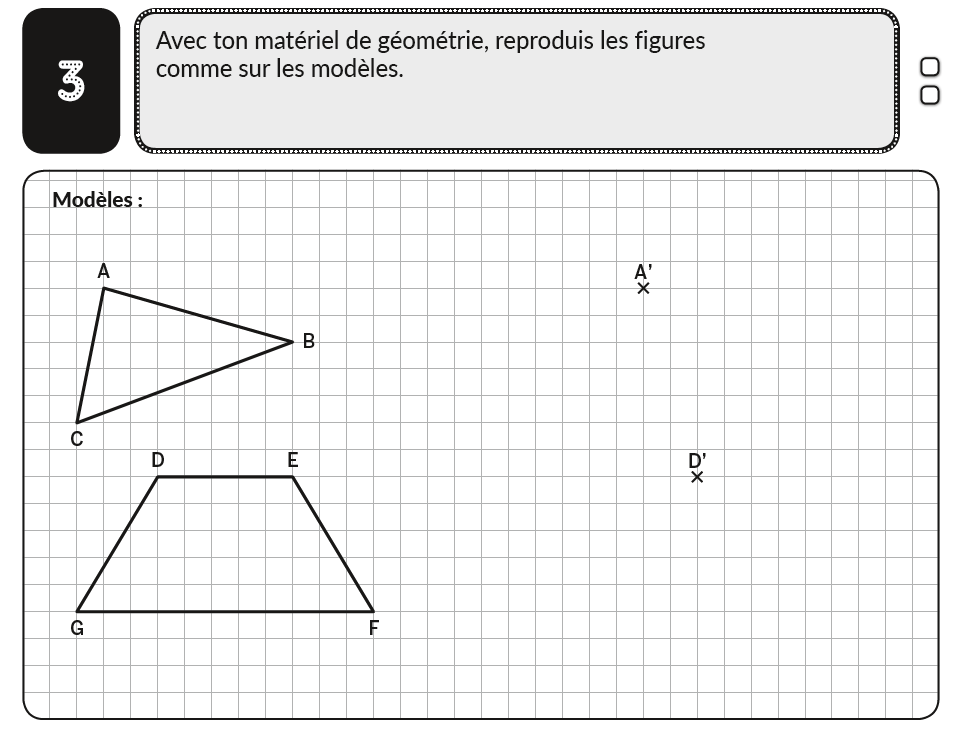 3
Avec ton matériel de géométrie, reproduis les figures
comme sur les modèles.
Modèles :
A
A'
B
C
D
E
D'
G
F